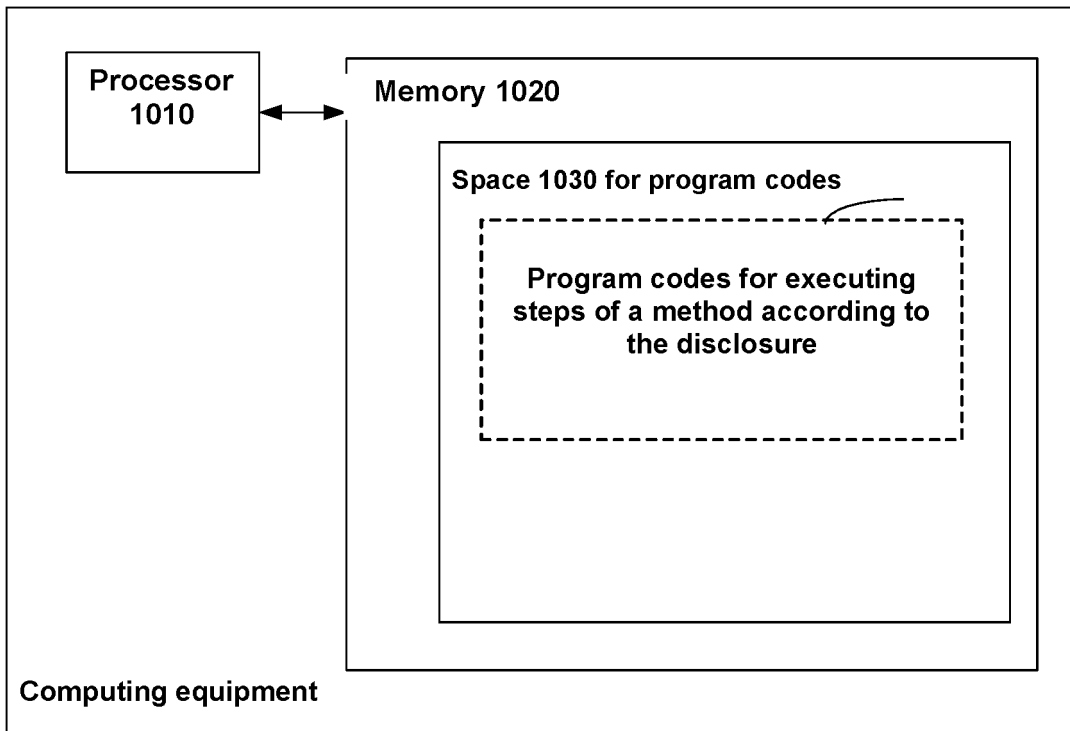 Processor
1010
Memory 1020
Space 1030 for program codes
Program codes for executing
steps of a method according to
the disclosure
Computing equipment